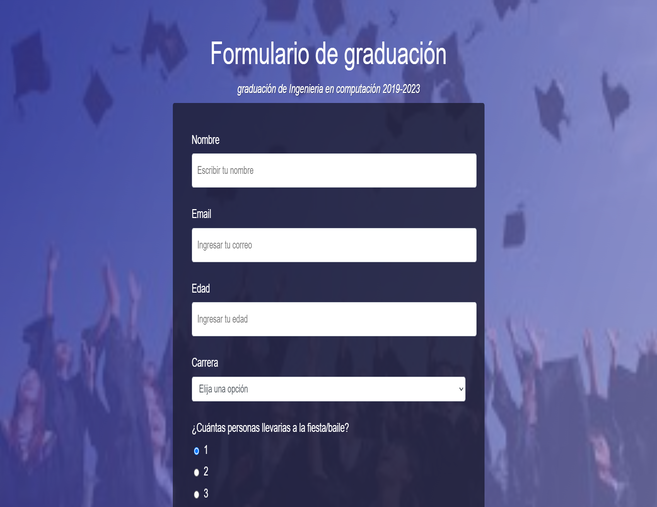 Formulario de graduación
graduación de Ingenieria en computación 2019-2023
Nombre
Escribir tu nombre
Email
Ingresar tu correo
Edad
Ingresar tu edad
Carrera
Elija una opción
¿Cuántas personas llevarias a la fiesta/baile?
1
2
3